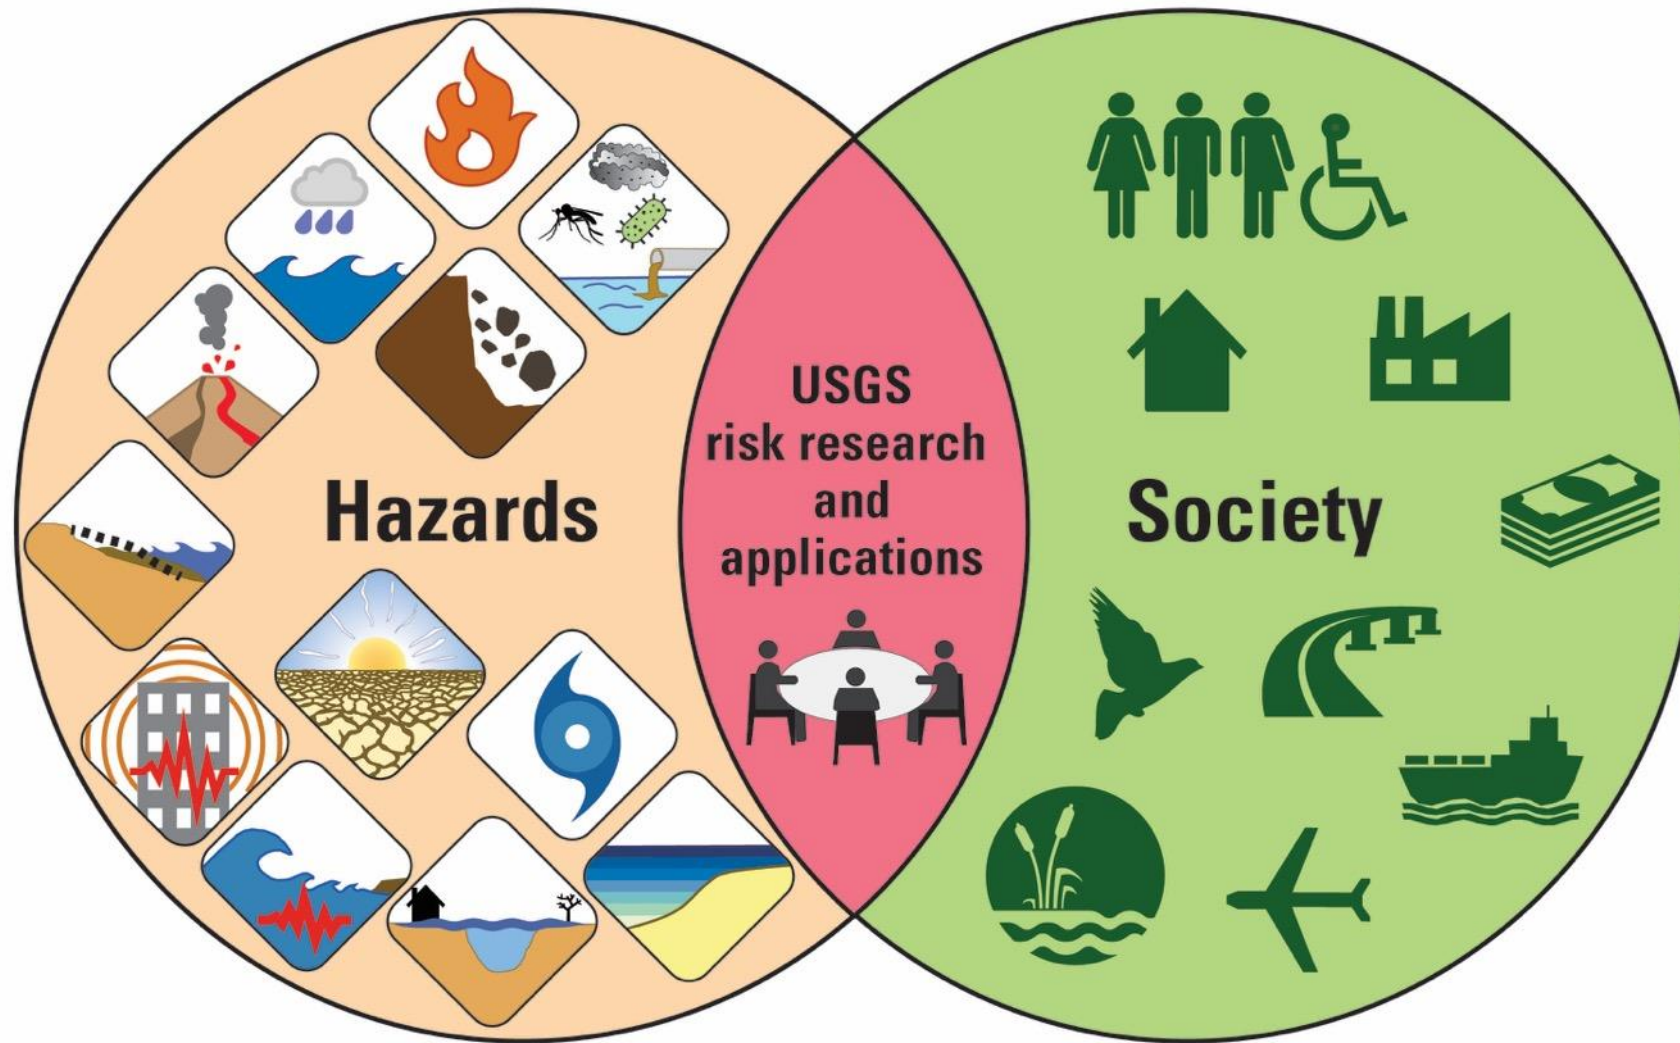 Hazards
USGS
risk research
and
applications
Society